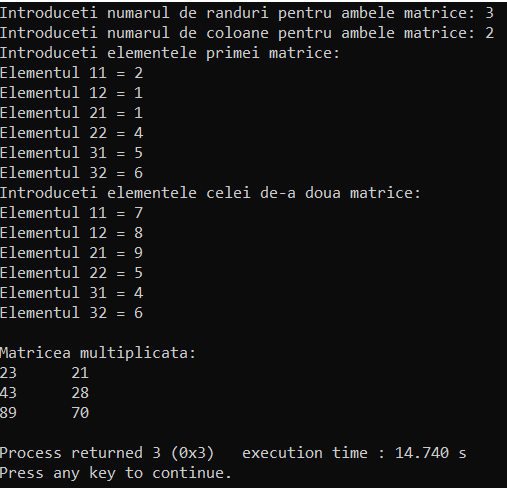 Introduceti numarul de randuri pentru ambele matrice: 3
Introduceti numarul de coloane pentru ambele matrice: 2
Introduceti elementele primei matrice:
Elementul 11 = 2
Elementul 12 = 1
Elementul 21 = 1
Elementul 22 = 4
Elementul 31 = 5
Elementul 32 = 6
Introduceti elementele celei de-a doua matrice:
Elementul 11 = 7
Elementul 12 = 8
Elementul 21 = 9
Elementul 22 = 5
Elementul 31 = 4
Elementul 32 = 6
Matricea multiplicata:
23 21
43 28
89 70
Process returned 3 (0x3) execution time : 14.740 s
Press any key to continue.